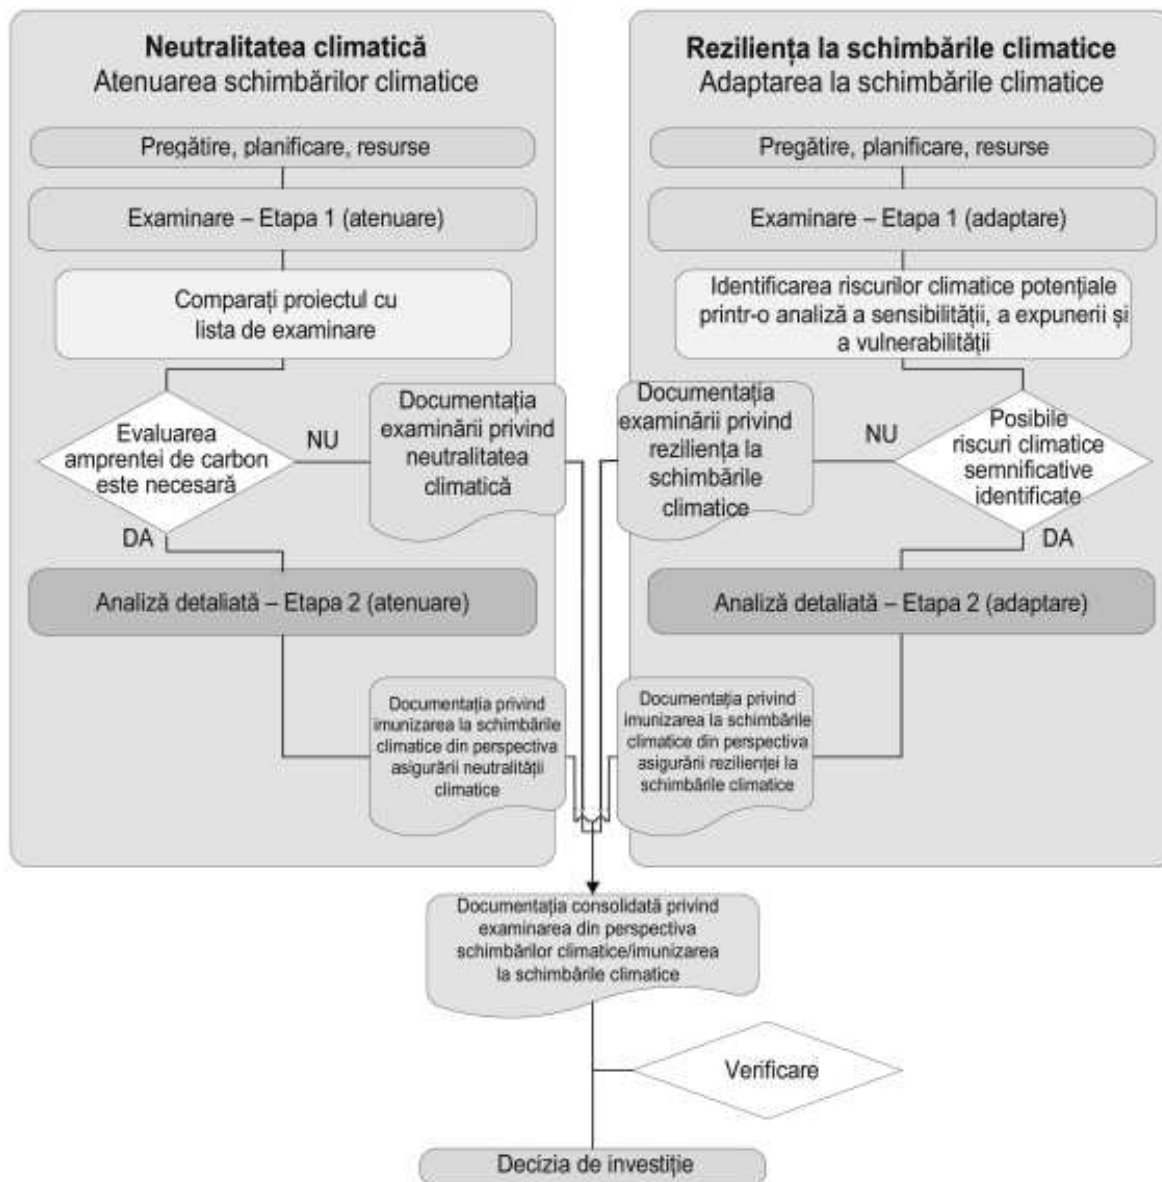 Neutralitatea climatică
Atenuarea schimbărilor climatice
Pregătire, planificare, resurse
Examinare – Etapa 1 (atenuare)
Comparați proiectul cu
lista de examinare
Evaluarea
amprentei de carbon
este necesară
NU
Documentația
examinării privind
neutralitatea
climatică
DA
Analiză detaliată – Etapa 2 (atenuare)
Documentația privind
imunizarea la schimbările
climatice din perspectiva
asigurării neutralității
climatice
Reziliența la schimbările climatice
Adaptarea la schimbările climatice
Pregătire, planificare, resurse
Examinare – Etapa 1 (adaptare)
Identificarea riscurilor climatice potențiale
printr-o analiză a sensibilității, a expunerii și
a vulnerabilității
Documentația
examinării privind
reziliența la
schimbările
climatice
NU
Posibile
riscuri climatice
semnificative
identificate
DA
Analiză detaliată – Etapa 2 (adaptare)
Documentația privind
imunizarea la schimbările
climatice din perspectiva
asigurării rezilienței la
schimbările climatice
Documentația consolidată privind
examinarea din perspectiva
schimbărilor climatice/imunizarea
la schimbările climatice
Verificare
Decizia de investiție